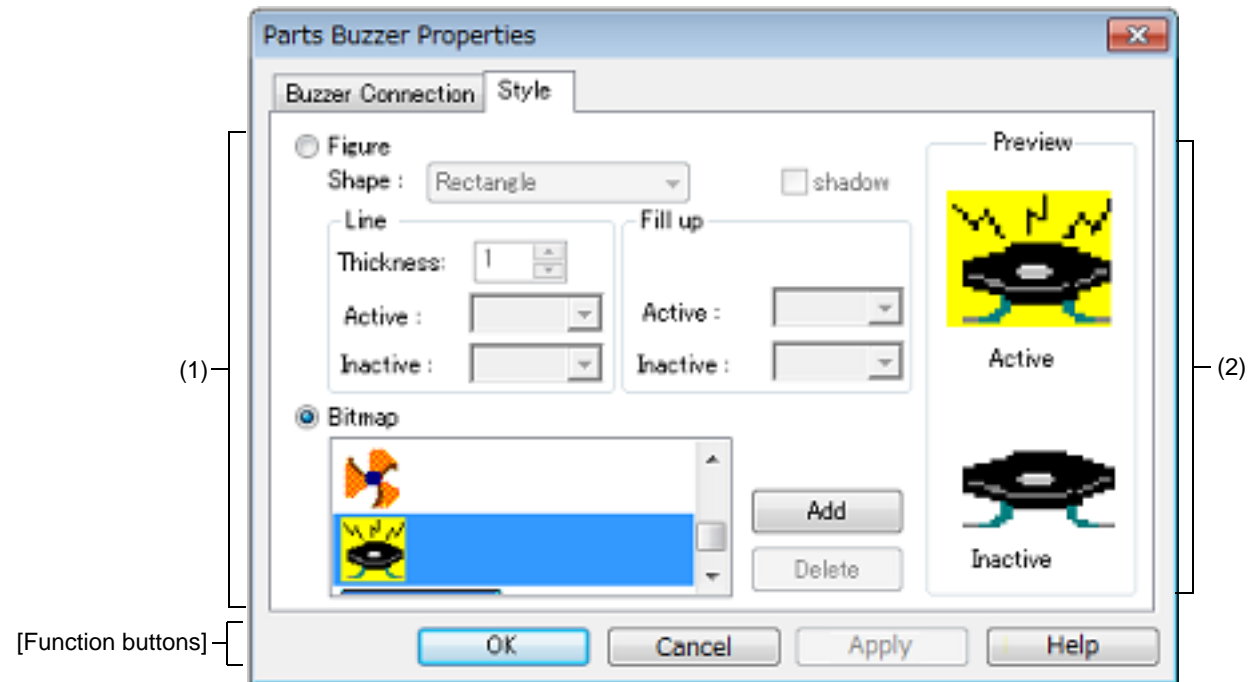 Parts Buzzer Properties
Buzzer Connection
Style
Figure
Shape :
Rectangle
shadow
Preview
Line
Fill up
Thickness:
1
Active :
Active :
Inactive :
Inactive :
Active
(1)
(2)
Bitmap
Add
Delete
Inactive
[Function buttons]
OK
Cancel
Apply
Help